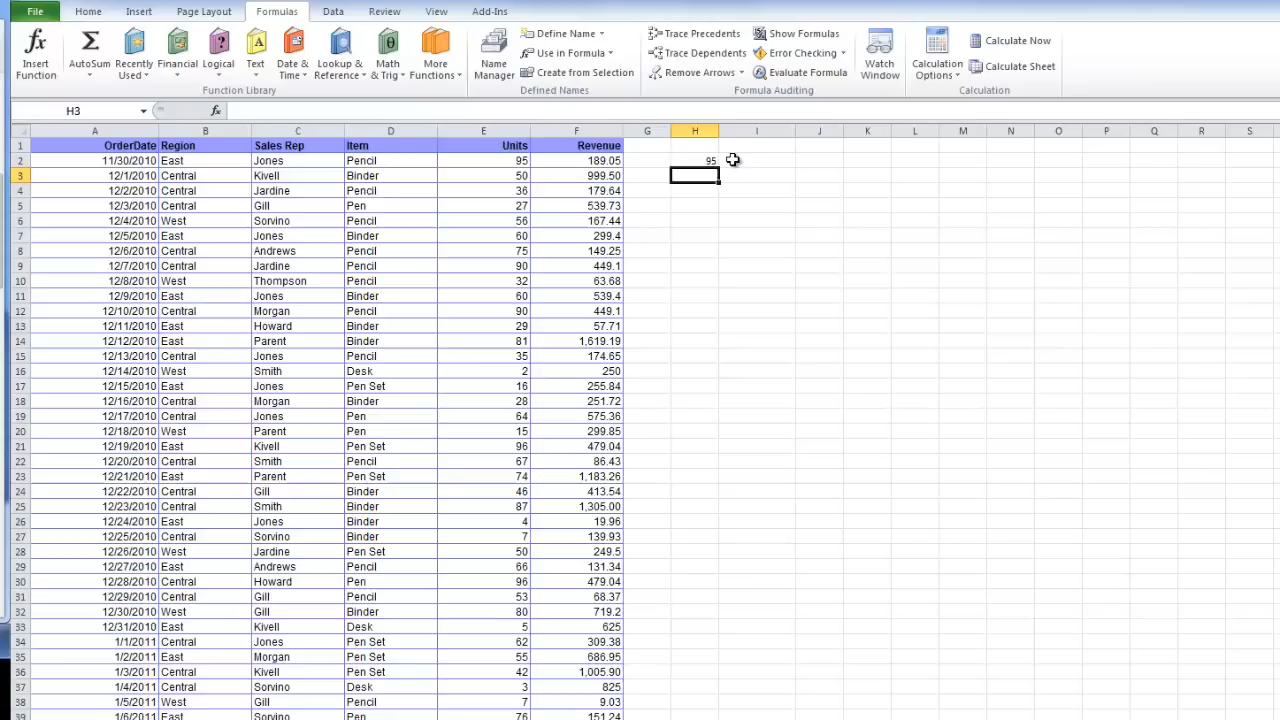 File Home Insert Page Layout Formulas Data Review View Add-Ins
Insert Function AutoSum Recently Used Financial Logical Text Date & Time Lookup & Reference Math & Trig More Functions
Function Library
Name Manager Define Name Use in Formula Create from Selection
Defined Names
Trace Precedents Trace Dependents Remove Arrows Show Formulas Error Checking Evaluate Formula Watch Window
Formula Auditing
Calculation Options Calculate Now Calculate Sheet
Calculation
H3 fx
A B C D E F G H I J K L M N O P Q R S
1 OrderDate Region Sales Rep Item Units Revenue
2 11/30/2010 East Jones Pencil 95 189.05 95
3 12/1/2010 Central Kivell Binder 50 999.50
4 12/2/2010 Central Jardine Pencil 36 179.64
5 12/3/2010 Central Gill Pen 27 539.73
6 12/4/2010 West Sorvino Pencil 56 167.44
7 12/5/2010 East Jones Binder 60 299.4
8 12/6/2010 Central Andrews Pencil 75 149.25
9 12/7/2010 Central Jardine Pencil 90 449.1
10 12/8/2010 West Thompson Pencil 32 63.68
11 12/9/2010 East Jones Binder 60 539.4
12 12/10/2010 Central Morgan Pencil 90 449.1
13 12/11/2010 East Howard Binder 29 57.71
14 12/12/2010 East Parent Binder 81 1,619.19
15 12/13/2010 Central Jones Pencil 35 174.65
16 12/14/2010 West Smith Desk 2 250
17 12/15/2010 East Jones Pen Set 16 255.84
18 12/16/2010 Central Morgan Binder 28 251.72
19 12/17/2010 Central Jones Pen 64 575.36
20 12/18/2010 West Parent Pen 15 299.85
21 12/19/2010 East Kivell Pen Set 96 479.04
22 12/20/2010 Central Smith Pencil 67 86.43
23 12/21/2010 East Parent Pen Set 74 1,183.26
24 12/22/2010 Central Gill Binder 46 413.54
25 12/23/2010 Central Smith Binder 87 1,305.00
26 12/24/2010 East Jones Binder 4 19.96
27 12/25/2010 Central Sorvino Binder 7 139.93
28 12/26/2010 West Jardine Pen Set 50 249.5
29 12/27/2010 East Andrews Pencil 66 131.34
30 12/28/2010 Central Howard Pen 96 479.04
31 12/29/2010 Central Gill Pencil 53 68.37
32 12/30/2010 West Gill Binder 80 719.2
33 12/31/2010 East Kivell Desk 5 625
34 1/1/2011 Central Jones Pen Set 62 309.38
35 1/2/2011 East Morgan Pen Set 55 686.95
36 1/3/2011 Central Kivell Pen Set 42 1,005.90
37 1/4/2011 Central Sorvino Desk 3 825
38 1/5/2011 West Gill Pencil 7 9.03
39 1/6/2011 East Sorvino Pen 76 151.24